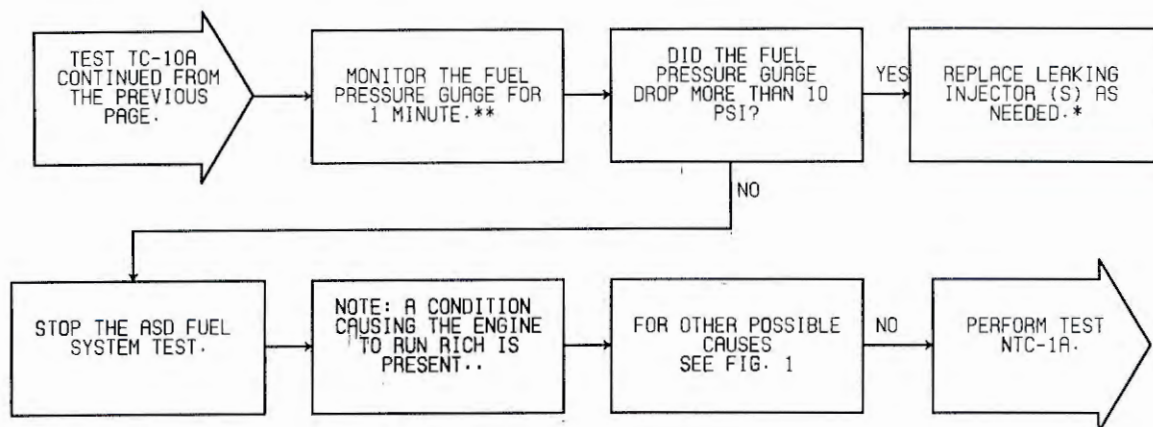 TEST TC-10A
CONTINUED FROM
THE PREVIOUS
PAGE.
MONITOR THE FUEL
PRESSURE GUAGE FOR
1 MINUTE.**
DID THE FUEL
PRESSURE GUAGE
DROP MORE THAN 10
PSI?
YES
REPLACE LEAKING
INJECTOR (S) AS
NEEDED.*
NO
STOP THE ASD FUEL
SYSTEM TEST.
NOTE: A CONDITION
CAUSING THE ENGINE
TO RUN RICH IS
PRESENT..
FOR OTHER POSSIBLE
CAUSES
SEE FIG. 1
NO
PERFORM TEST
NTC-1A.